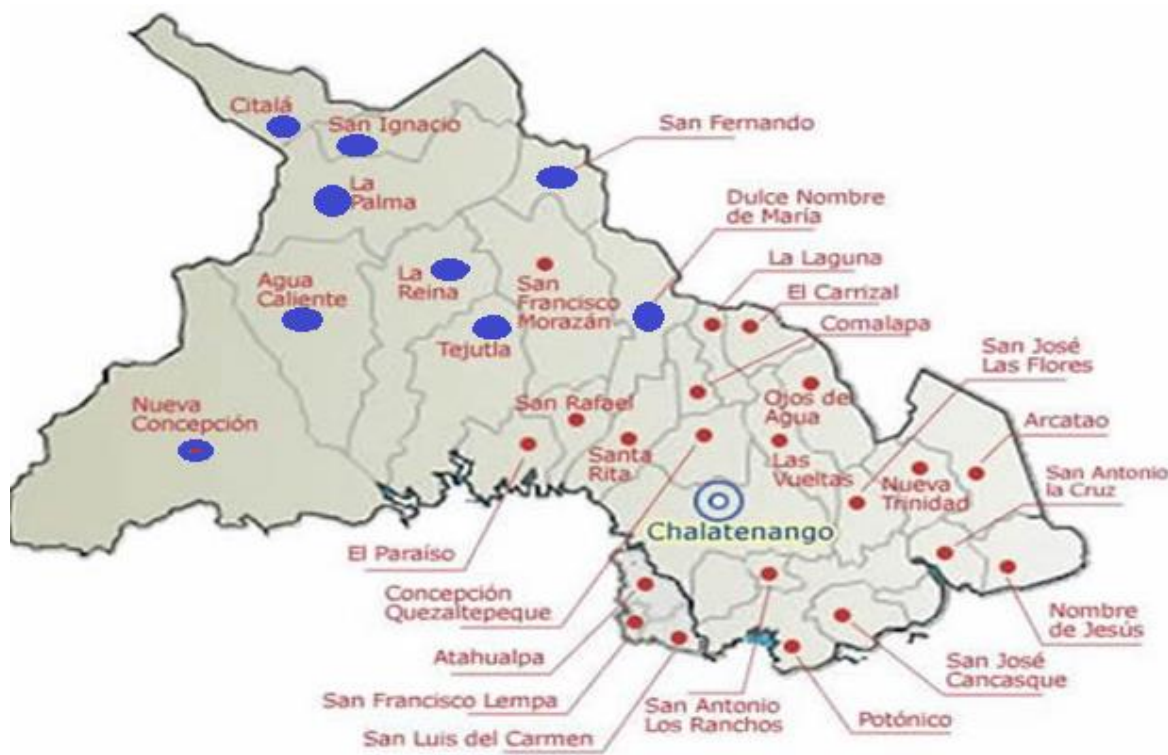 Citalá
San Ignacio
San Fernando
La
Palma
Dulce Nombre
de María
La Laguna
El Carrizal
Comalapa
San José
Las Flores
Agua
Caliente
La
Reina
San
Francisco
Morazán
Tejutla
Nueva
Concepción
San Rafael
Santa
Rita
Ojos de
Agua
Las
Vueltas
Nueva
Trinidad
Arcatao
San Antonio
la Cruz
Chalatenango
El Paraíso
Concepción
Quezaltepeque
Atahualpa
San Francisco Lempa
San Luis del Carmen
San Antonio
Los Ranchos
Potónico
San José
Cancasque
Nombre
de Jesús